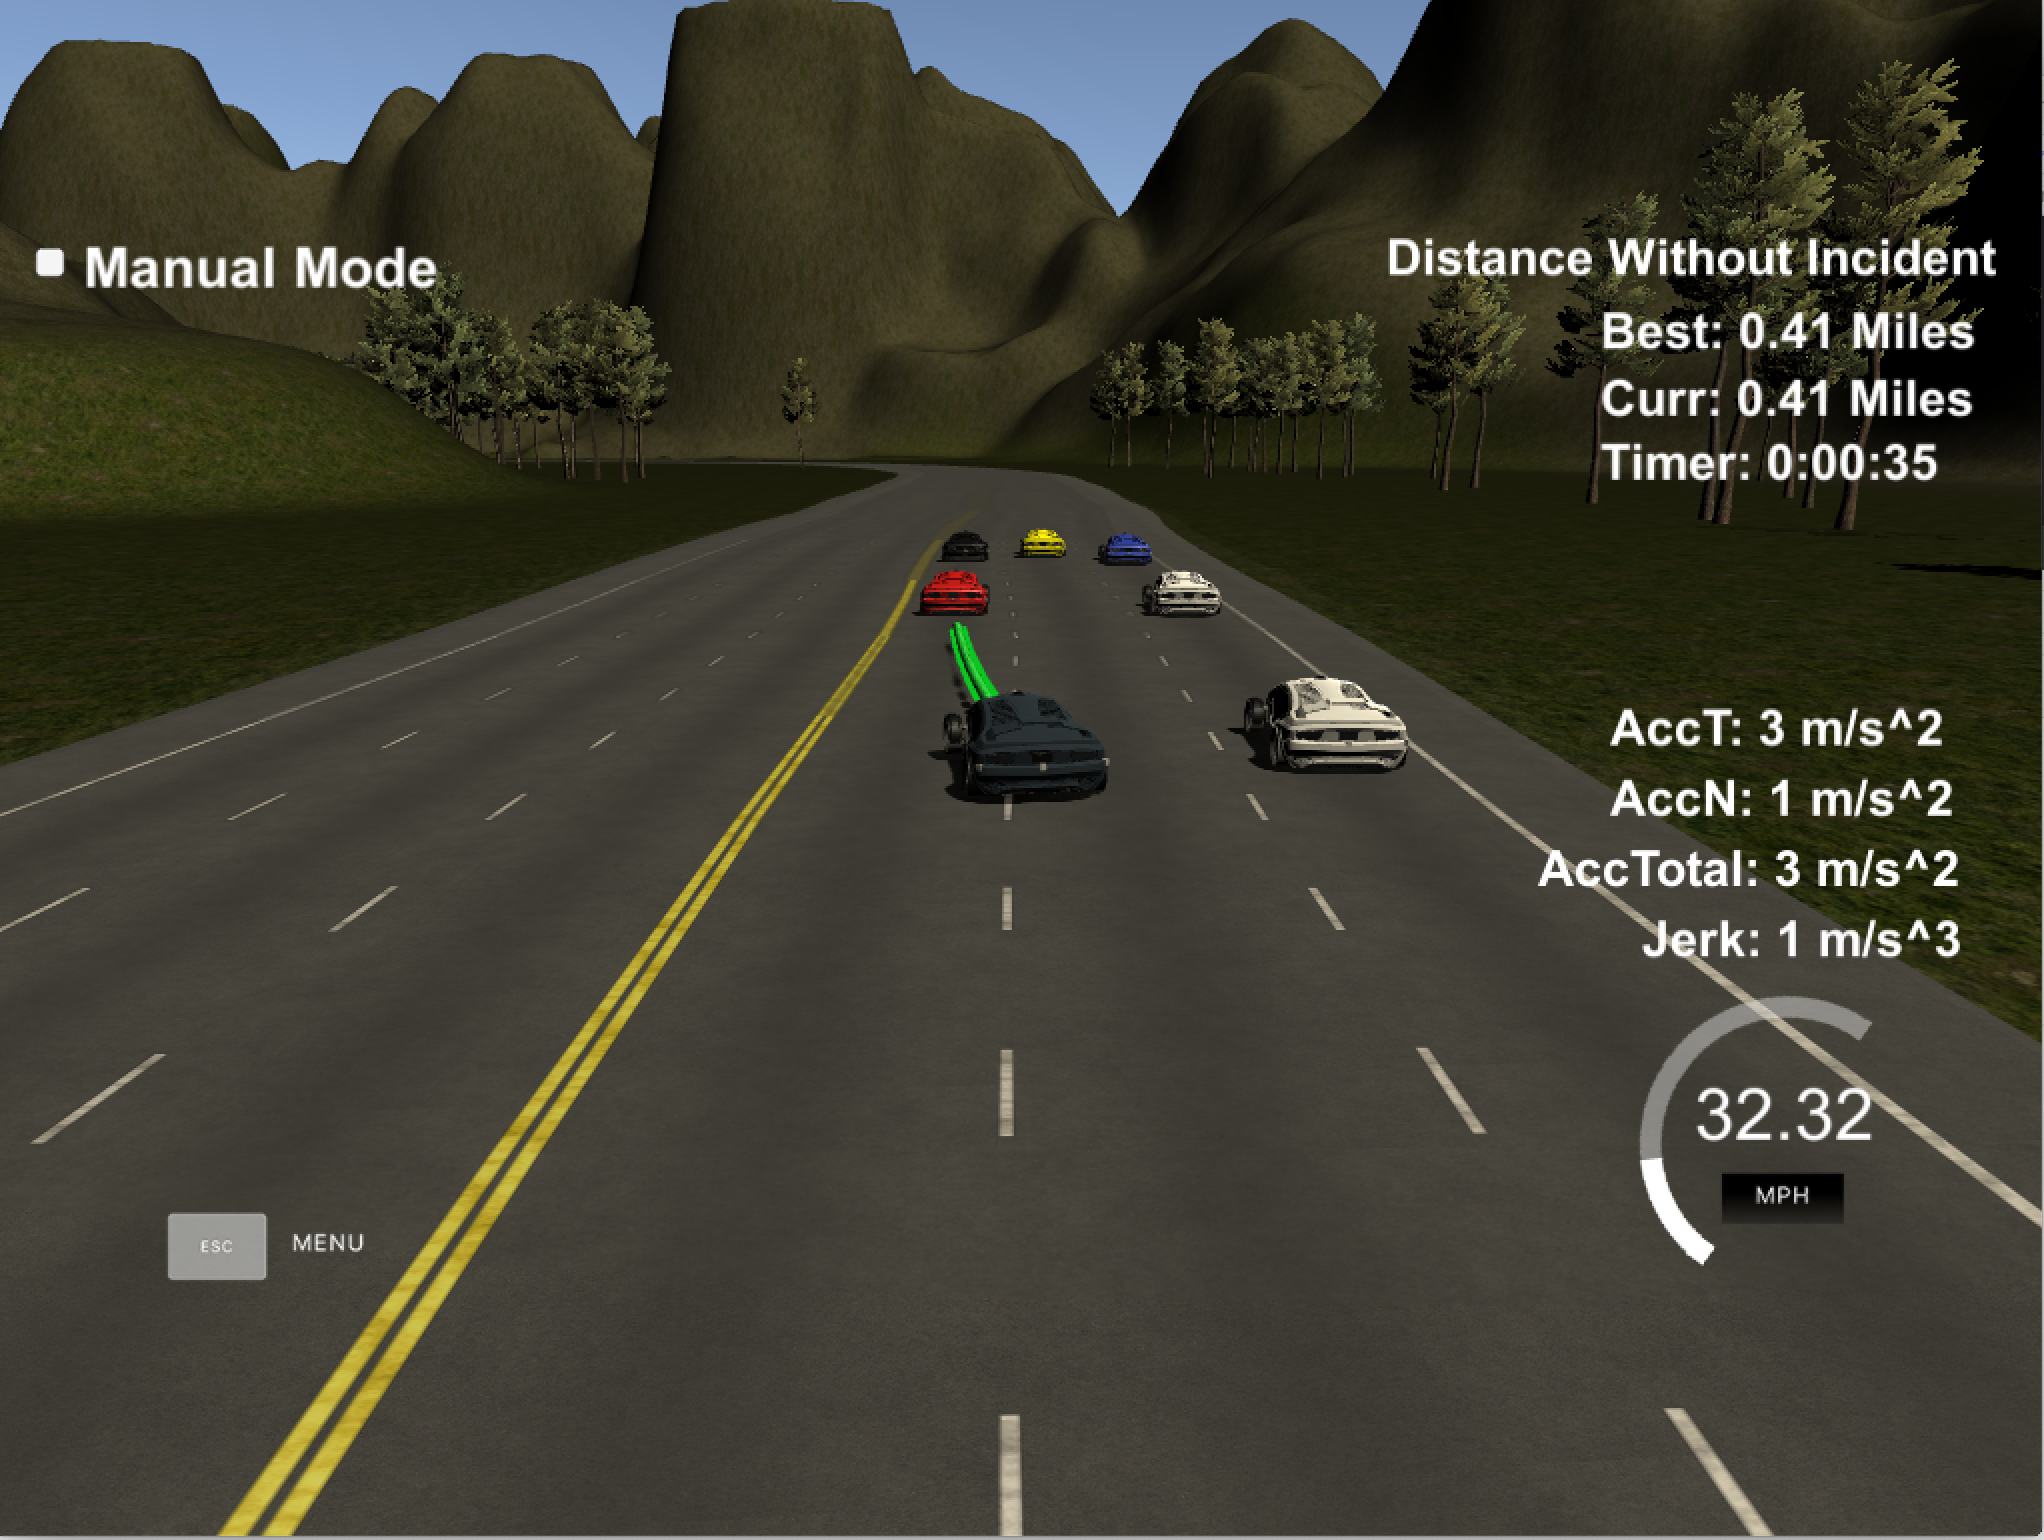 Manual Mode
Distance Without Incident
Best: 0.41 Miles
Curr: 0.41 Miles
Timer: 0:00:35
AccT: 3 m/s^2
AccN: 1 m/s^2
AccTotal: 3 m/s^2
Jerk: 1 m/s^3
32.32
MPH
ESC MENU